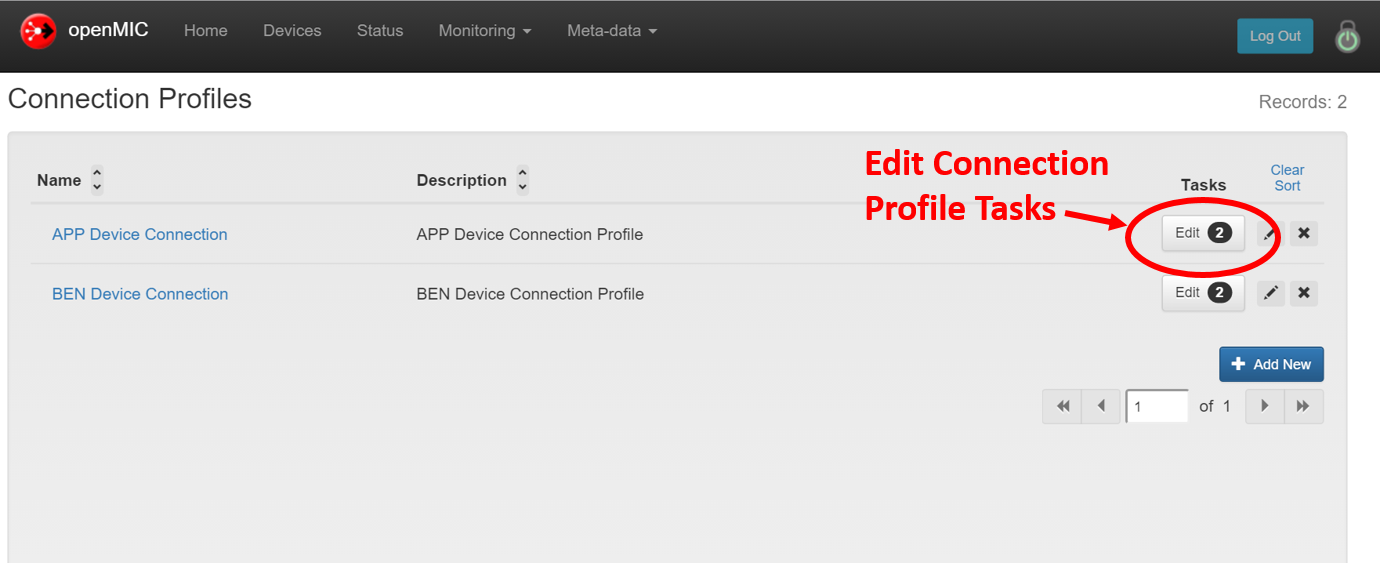 openMIC Home Devices Status Monitoring Meta-data Log Out
Connection Profiles Records: 2
Edit Connection
Profile Tasks
Name Description Tasks Clear
Sort
APP Device Connection APP Device Connection Profile Edit 2
BEN Device Connection BEN Device Connection Profile Edit 2
Add New
1 of 1